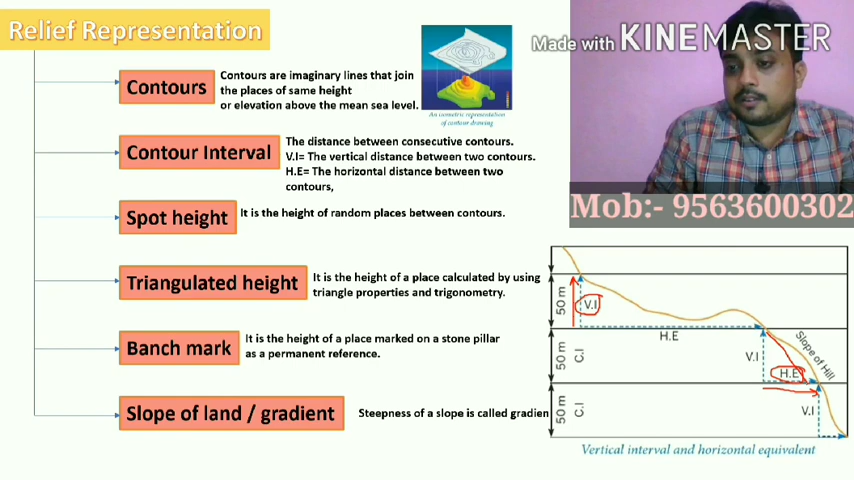 Relief Representation
Made with KINEMASTER
Mob:- 9563600302
Contours
Contours are imaginary lines that join
the places of same height
or elevation above the mean sea level.
An isometric representation
of contour drawing.
Contour Interval
The distance between consecutive contours.
V.I= The vertical distance between two contours.
H.E= The horizontal distance between two
contours,
Spot height
It is the height of random places between contours.
Triangulated height
It is the height of a place calculated by using
triangle properties and trigonometry.
Banch mark
It is the height of a place marked on a stone pillar
as a permanent reference.
Slope of land / gradient
Steepness of a slope is called gradien
50 m
V.I
H.E
50 m
C.I
V.I
H.E
Slope of Hill
50 m
C.I
V.I
Vertical interval and horizontal equivalent